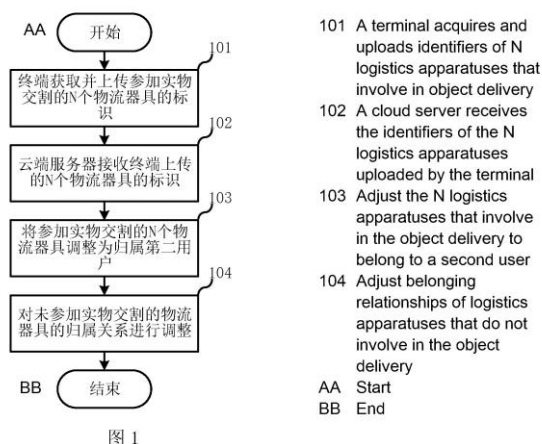 AA
开始
101
终端获取并上传参加实物
交割的N个物流器具的标
识
102
云端服务器接收终端上传
的N个物流器具的标识
103
将参加实物交割的N个物
流器具调整为归属第二用
户
104
对未参加实物交割的物流
器具的归属关系进行调整
BB
结束
图 1
101 A terminal acquires and
uploads identifiers of N
logistics apparatuses that
involve in object delivery
102 A cloud server receives
the identifiers of the N
logistics apparatuses
uploaded by the terminal
103 Adjust the N logistics
apparatuses that involve
in the object delivery to
belong to a second user
104 Adjust belonging
relationships of logistics
apparatuses that do not
involve in the object
delivery
AA Start
BB End